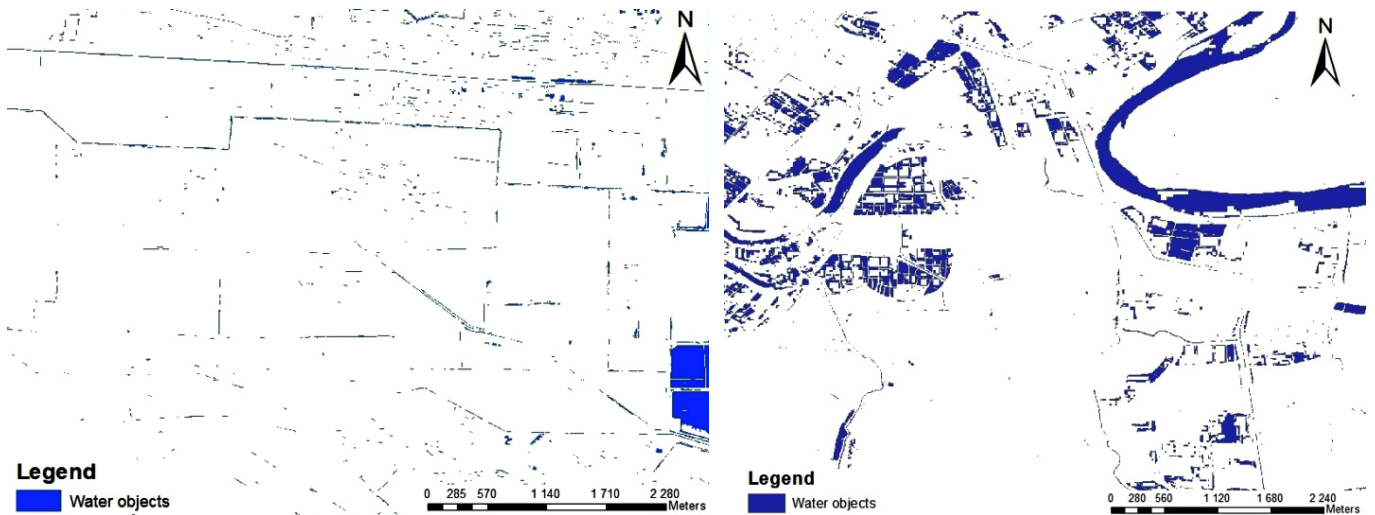 N
Legend
Water objects
0 285 570 1 140 1 710 2 280
Meters
N
Legend
Water objects
0 280 560 1 120 1 680 2 240
Meters